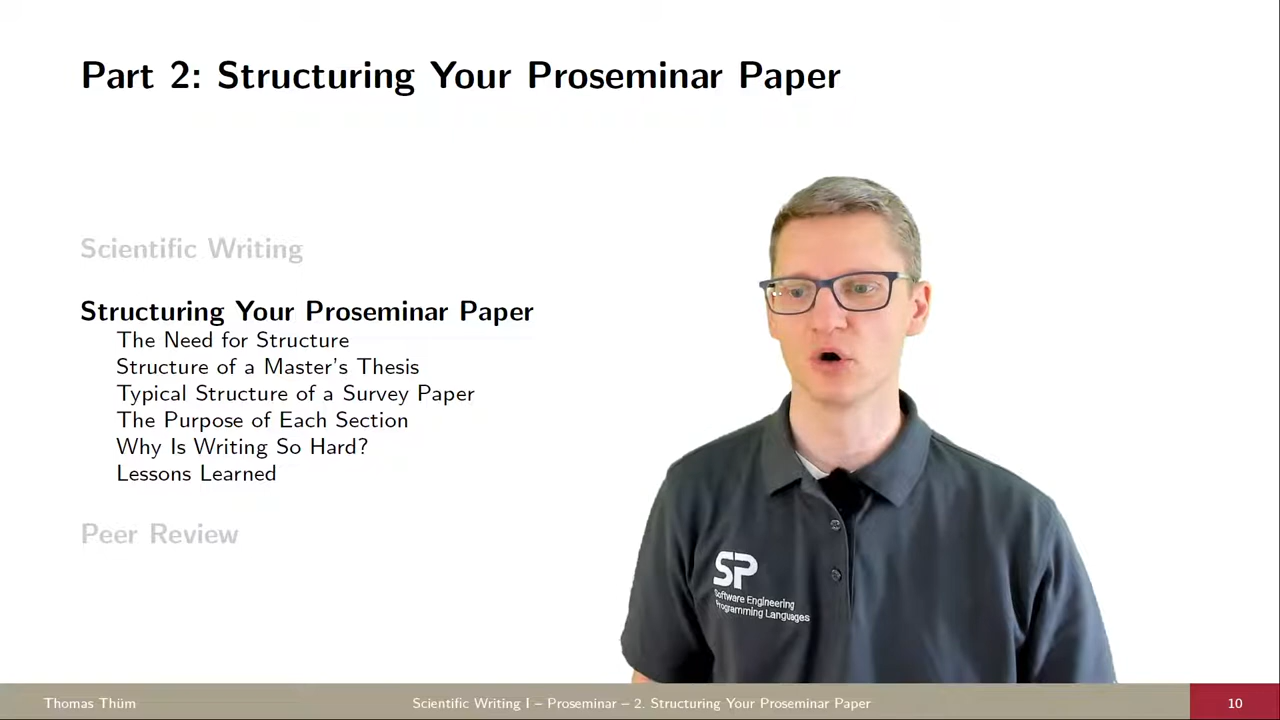 Part 2: Structuring Your Proseminar Paper
Scientific Writing
Structuring Your Proseminar Paper
The Need for Structure
Structure of a Master's Thesis
Typical Structure of a Survey Paper
The Purpose of Each Section
Why Is Writing So Hard?
Lessons Learned
Peer Review
SP
Software Engineering
Programming Languages
Thomas Thüm
Scientific Writing I – Proseminar – 2. Structuring Your Proseminar Paper
10